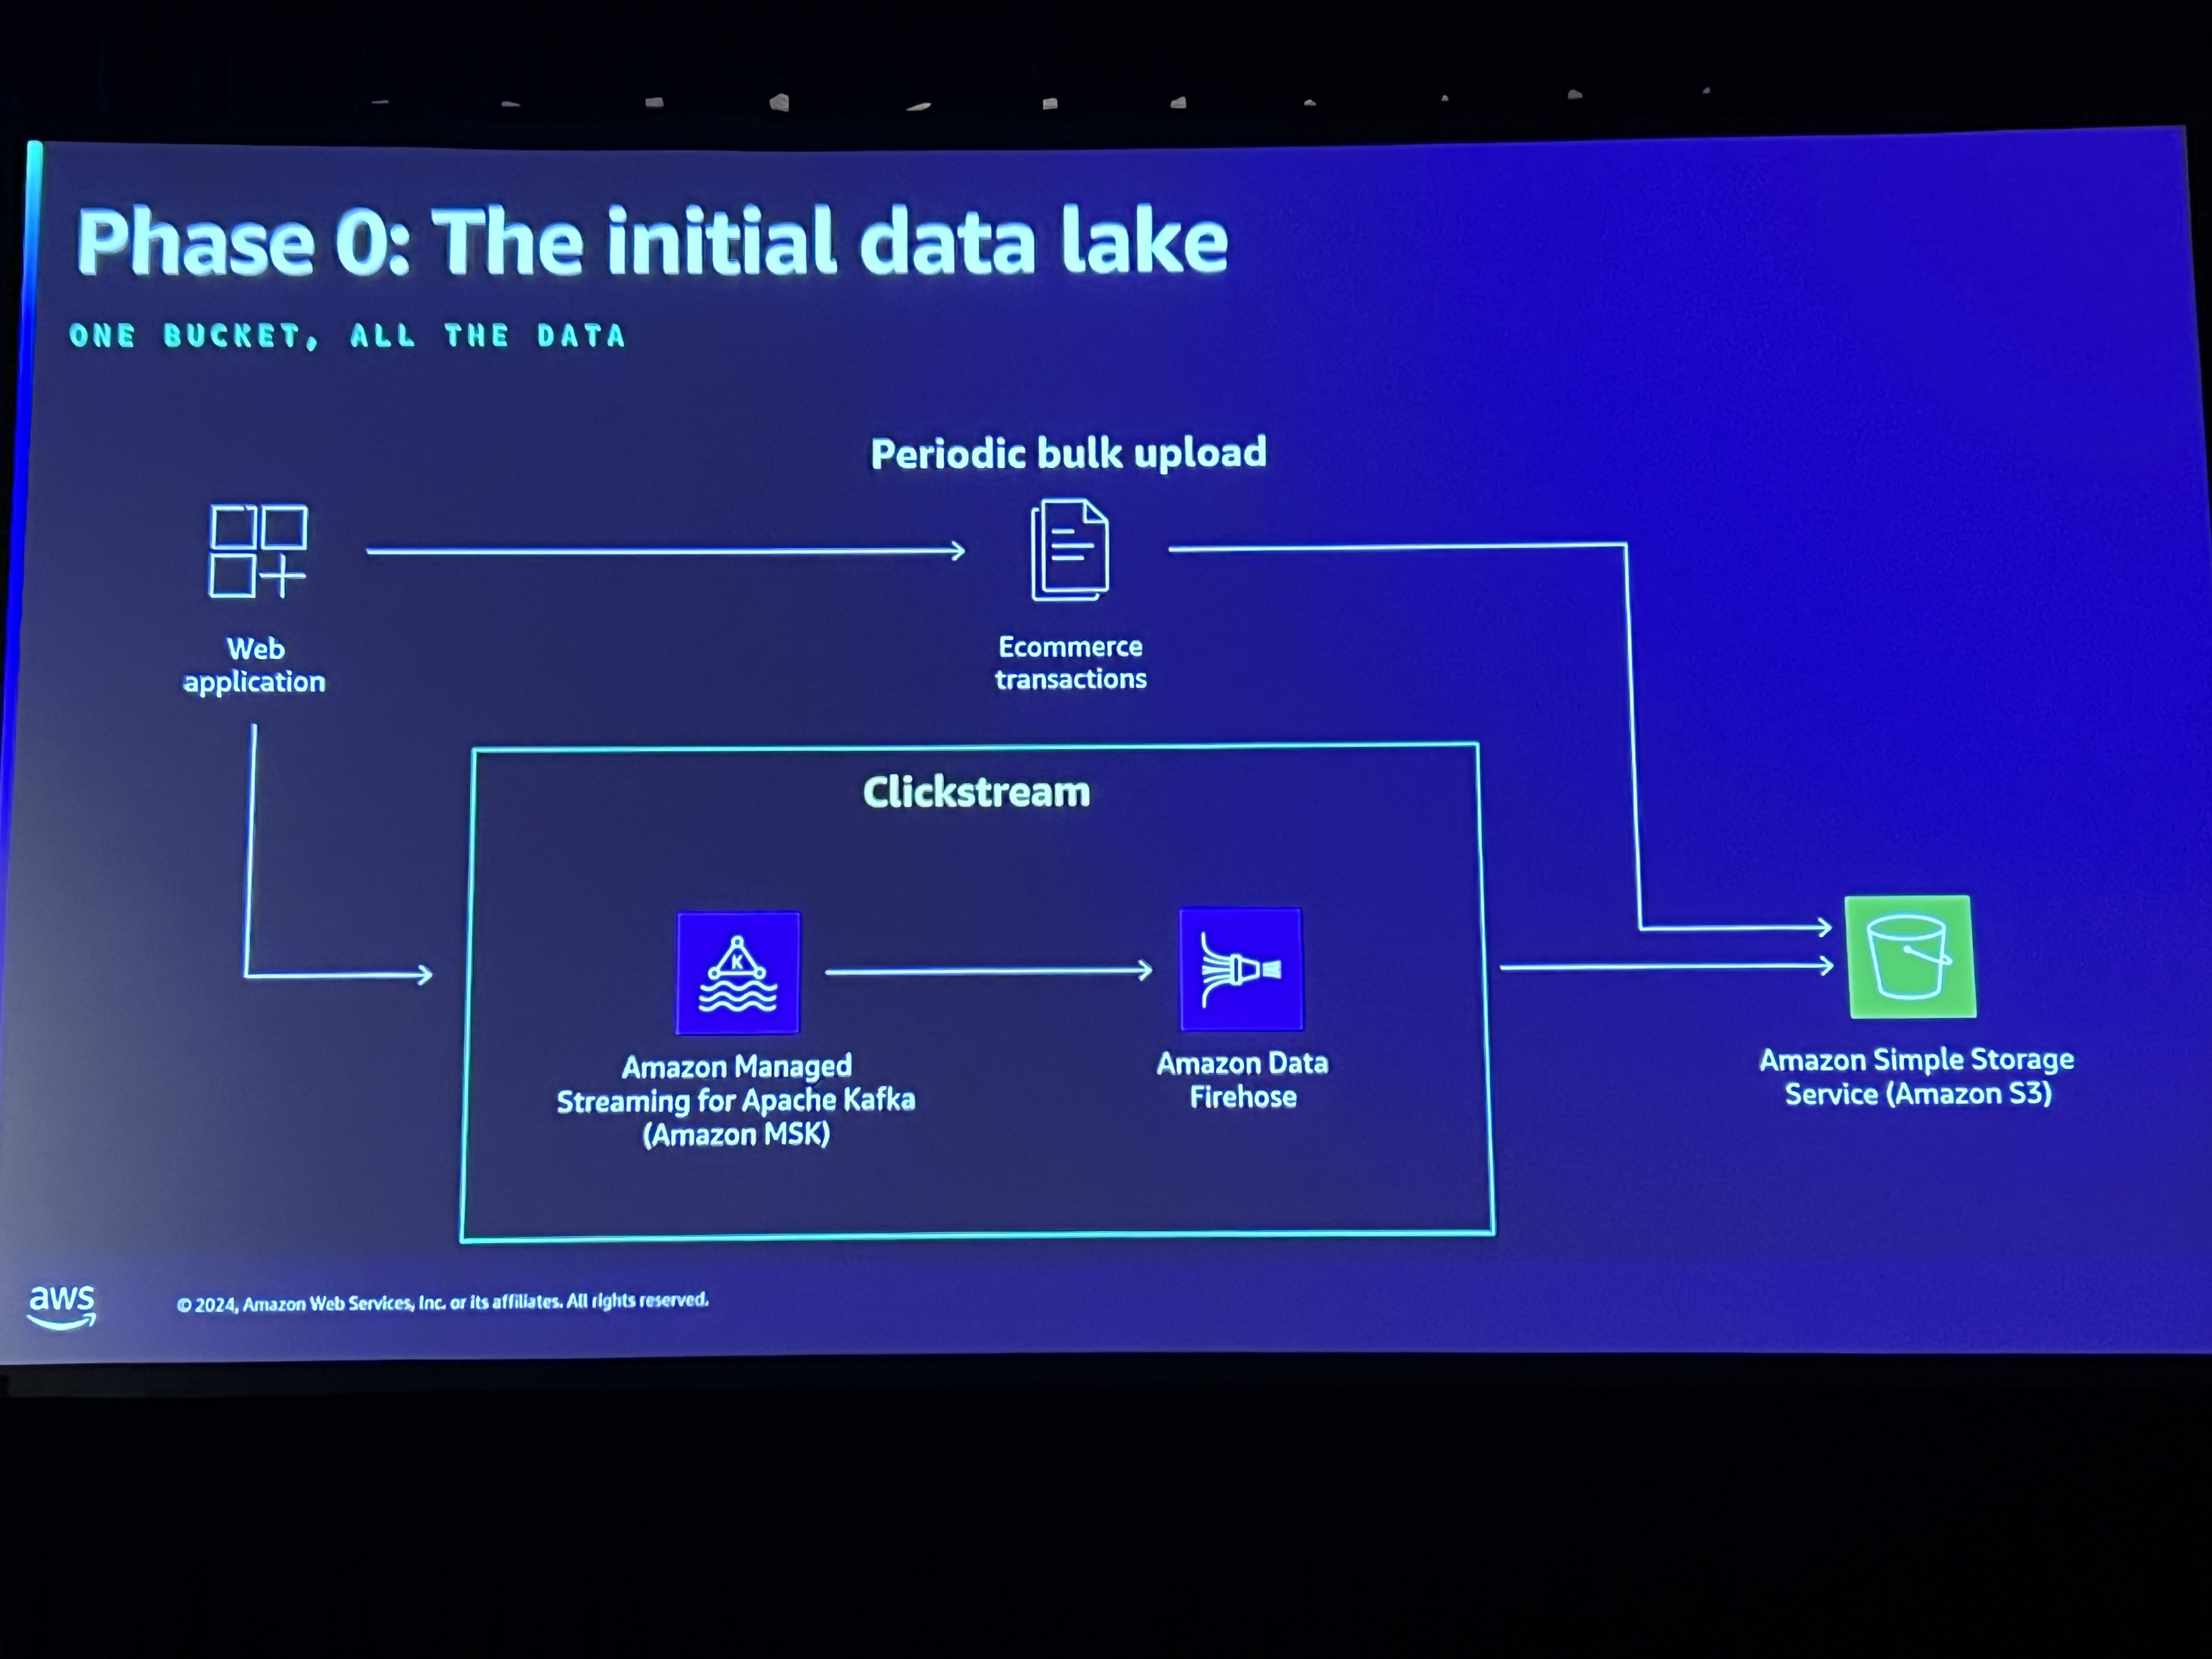 Phase 0: The initial data lake
ONE BUCKET, ALL THE DATA
Periodic bulk upload
Web
application
Ecommerce
transactions
Clickstream
K
Amazon Managed
Streaming for Apache Kafka
(Amazon MSK)
Amazon Data
Firehose
Amazon Simple Storage
Service (Amazon S3)
aws
© 2024, Amazon Web Services, Inc. or its affiliates. All rights reserved.